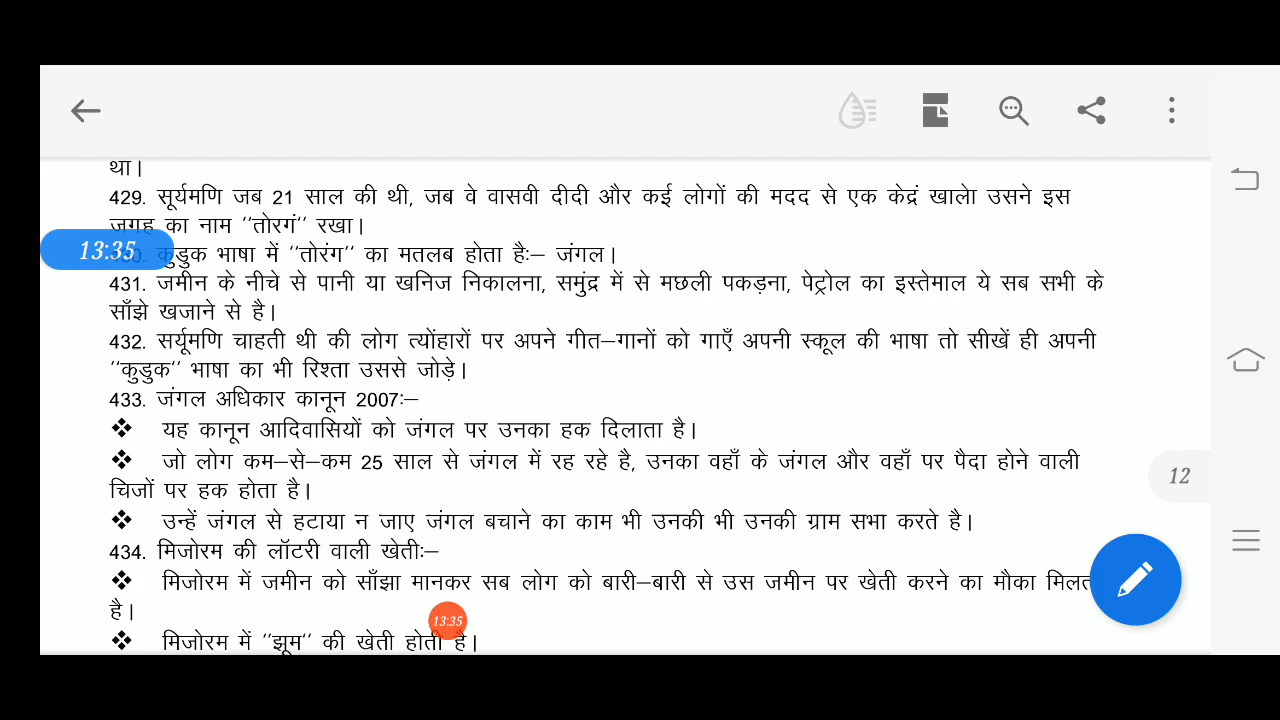 था।
429. सूर्यमणि जब 21 साल की थी, जब वे वासवी दीदी और कई लोगों की मदद से एक केद्रं खालेा उसने इस
जगह का नाम ‘‘तोरगं’’ रखा।
13:35
कुडुक भाषा में ‘‘तोरंग’’ का मतलब होता हैः– जंगल।
431. जमीन के नीचे से पानी या खनिज निकालना, समुंद्र में से मछली पकड़ना, पेट्रोल का इस्तेमाल ये सब सभी के
साँझे खजाने से है।
432. सर्यूमणि चाहती थी की लोग त्योंहारों पर अपने गीत–गानों को गाएँ अपनी स्कूल की भाषा तो सीखें ही अपनी
‘‘कुडुक’’ भाषा का भी रिश्ता उससे जोड़े।
433. जंगल अधिकार कानून 2007ः–
❖ यह कानून आदिवासियों को जंगल पर उनका हक दिलाता है।
❖ जो लोग कम–से–कम 25 साल से जंगल में रह रहे है, उनका वहाँ के जंगल और वहाँ पर पैदा होने वाली
चिजों पर हक होता है।
12
❖ उन्हें जंगल से हटाया न जाए जंगल बचाने का काम भी उनकी भी उनकी ग्राम सभा करते है।
434. मिजोरम की लॉटरी वाली खेती:–
❖ मिजोरम में जमीन को साँझा मानकर सब लोग को बारी–बारी से उस जमीन पर खेती करने का मौका
है।
13:35
❖ मिजोरम में ‘‘झूम’’ की खेती होती है।